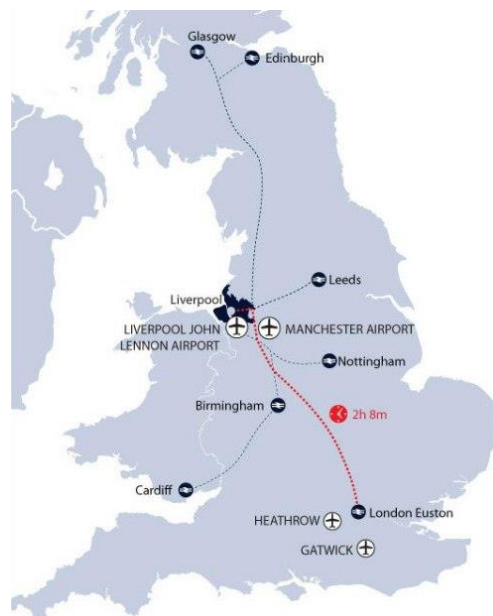 Glasgow
Edinburgh
Leeds
Liverpool
LIVERPOOL JOHN
LENNON AIRPORT
MANCHESTER AIRPORT
Nottingham
Birmingham
2h 8m
Cardiff
London Euston
HEATHROW
GATWICK